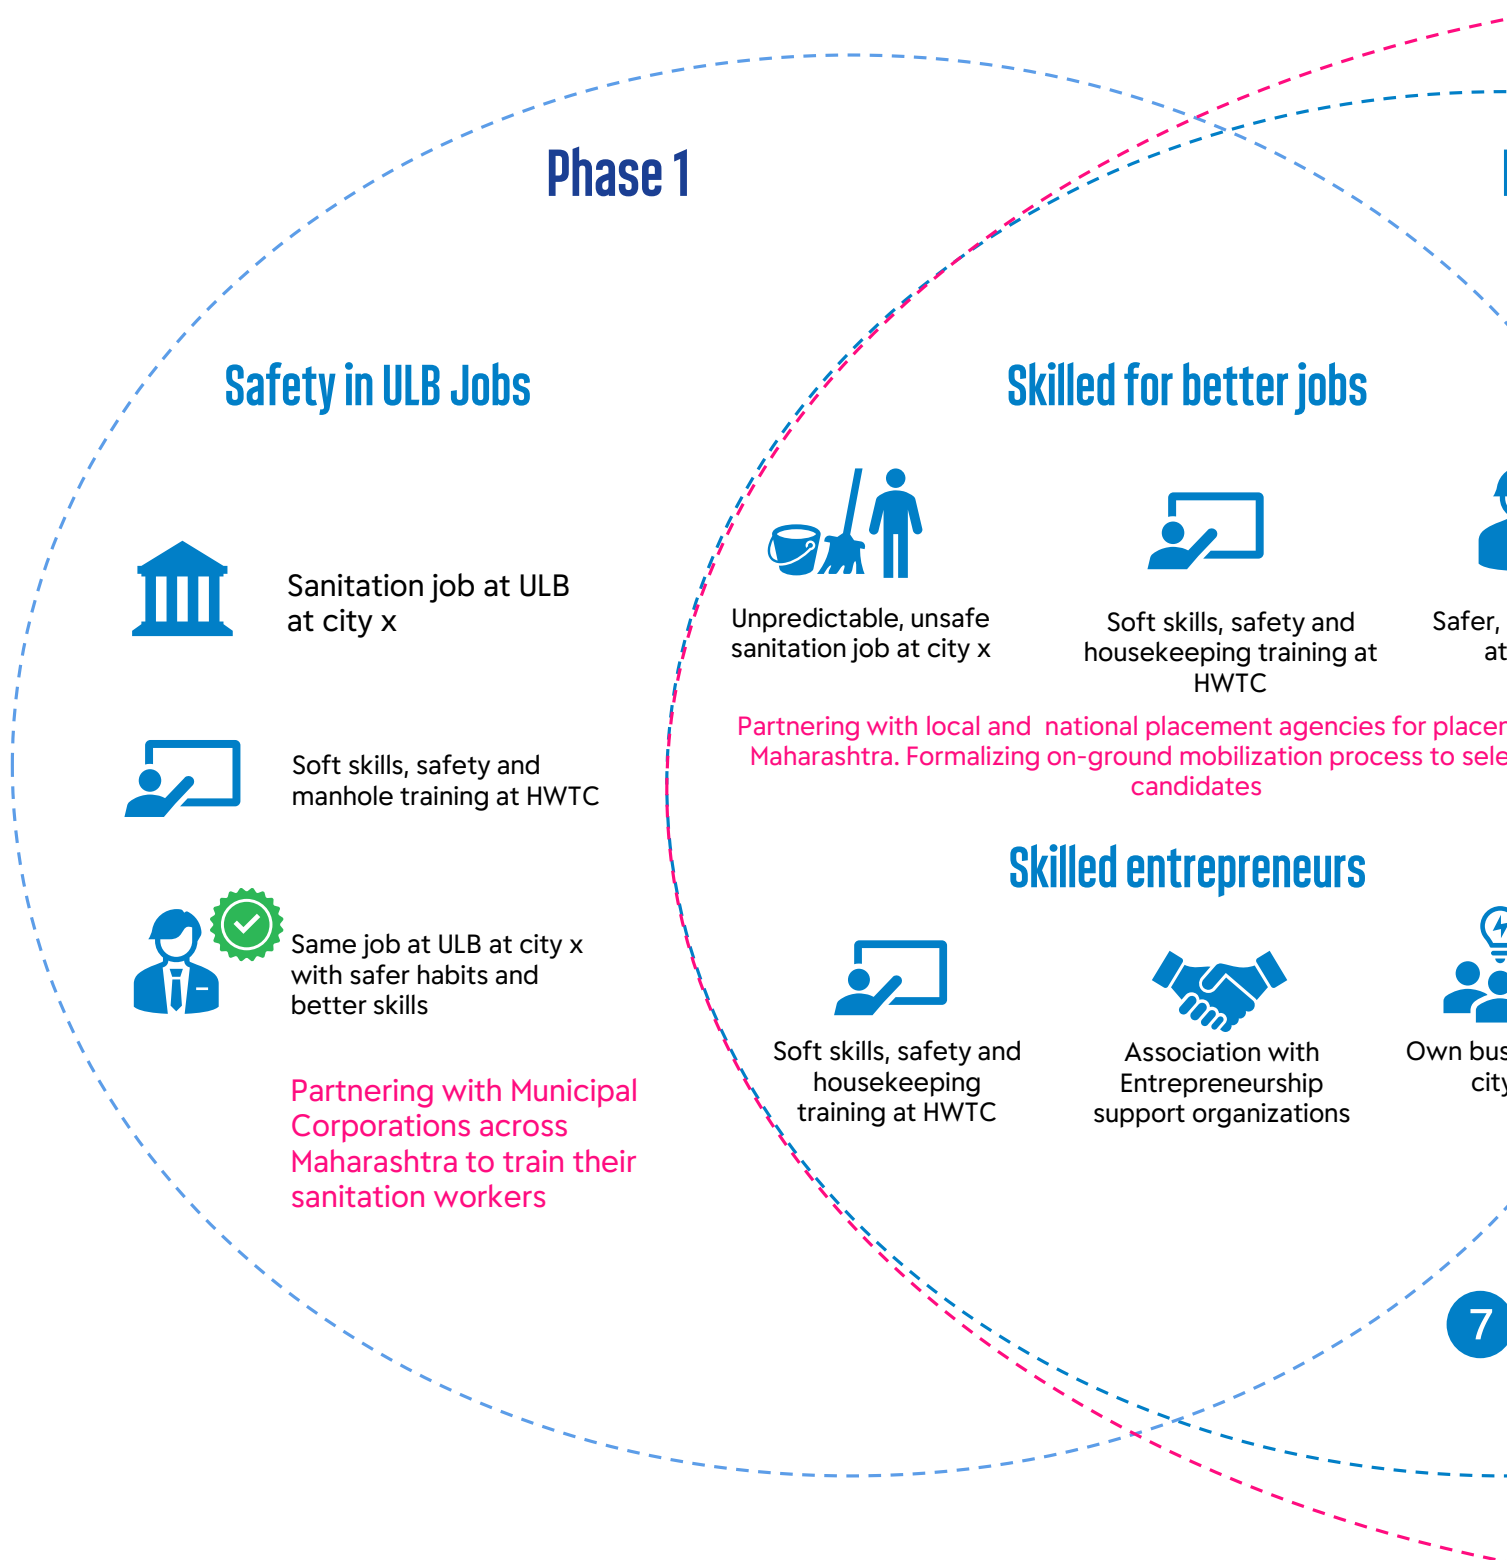 Phase 1
Safety in ULB Jobs
Sanitation job at ULB
at city x
Soft skills, safety and
manhole training at HWTC
Same job at ULB at city x
with safer habits and
better skills
Partnering with Municipal
Corporations across
Maharashtra to train their
sanitation workers
Skilled for better jobs
Unpredictable, unsafe
sanitation job at city x
Soft skills, safety and
housekeeping training at
HWTC
Safer,
at
Partnering with local and national placement agencies for
Maharashtra. Formalizing on-ground mobilization process to
candidates
Skilled entrepreneurs
Soft skills, safety and
housekeeping
training at HWTC
Association with
Entrepreneurship
support organizations
Own
7